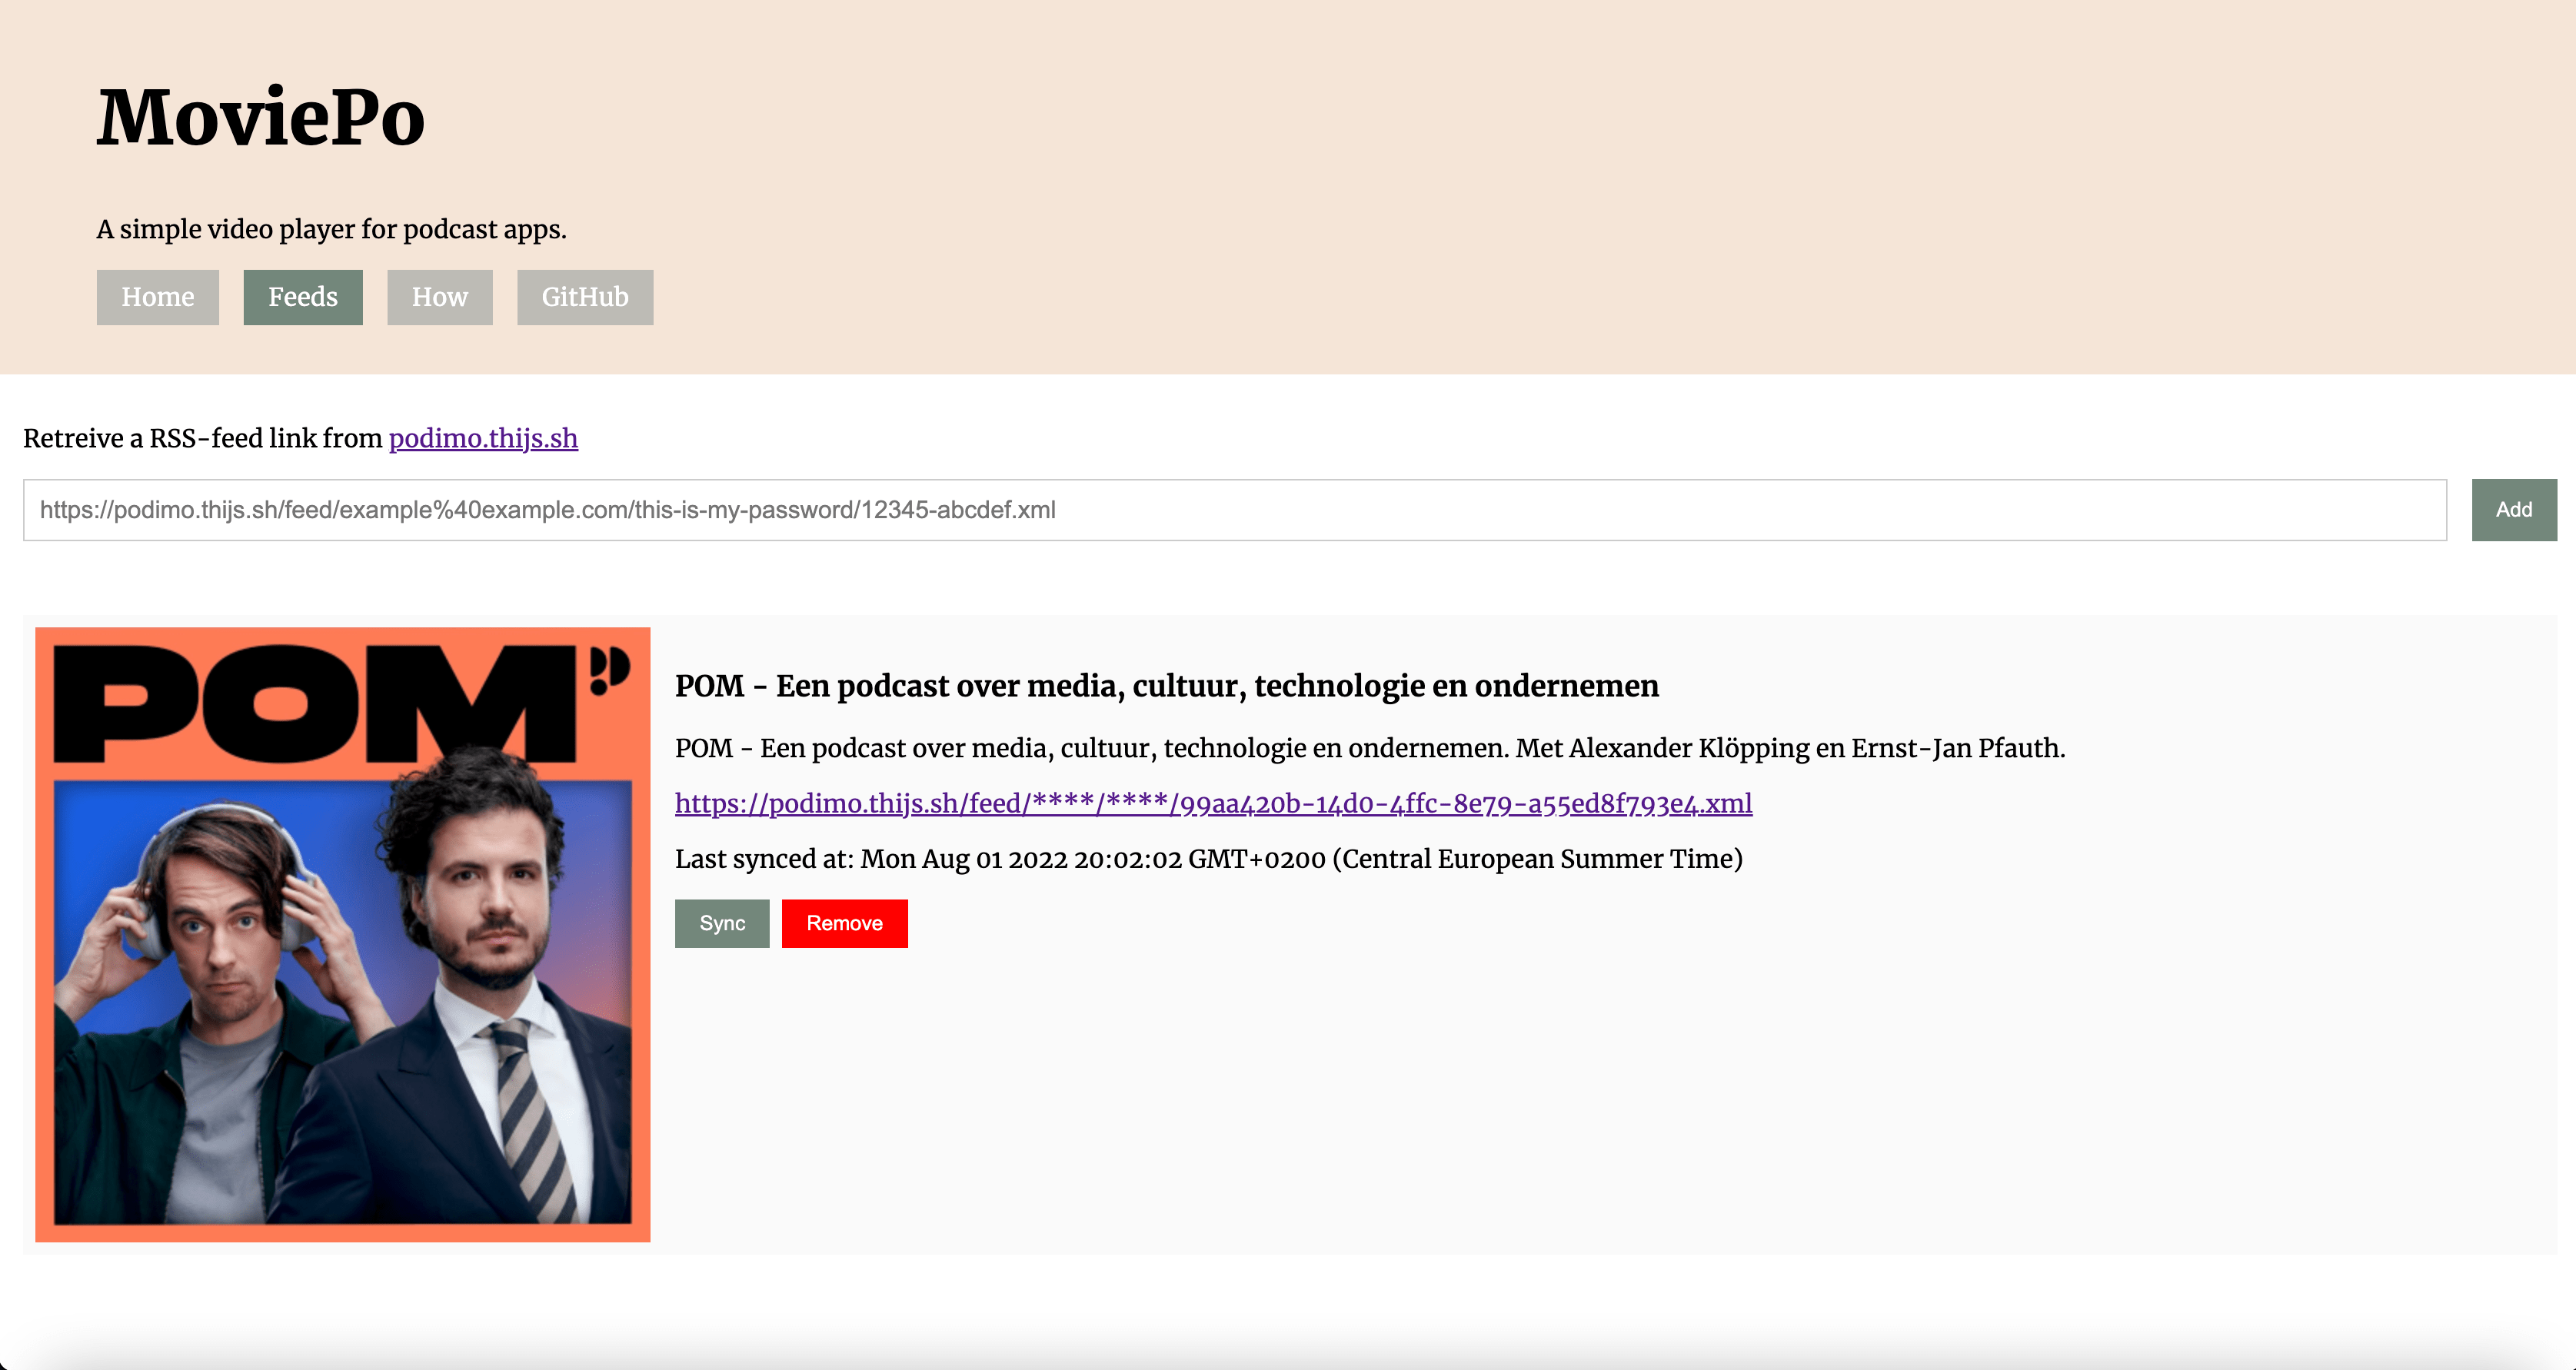 MoviePo
A simple video player for podcast apps.
Home
Feeds
How
GitHub
Retreive a RSS-feed link from podimo.thijs.sh
https://podimo.thijs.sh/feed/example%40example.com/this-is-my-password/12345-abcdef.xml
Add
POM
POM - Een podcast over media, cultuur, technologie en ondernemen
POM - Een podcast over media, cultuur, technologie en ondernemen. Met Alexander Klöpping en Ernst-Jan Pfauth.
https://podimo.thijs.sh/feed/****/****/99aa420b-14d0-4ffc-8e79-a55ed8f793e4.xml
Last synced at: Mon Aug 01 2022 20:02:02 GMT+0200 (Central European Summer Time)
Sync
Remove